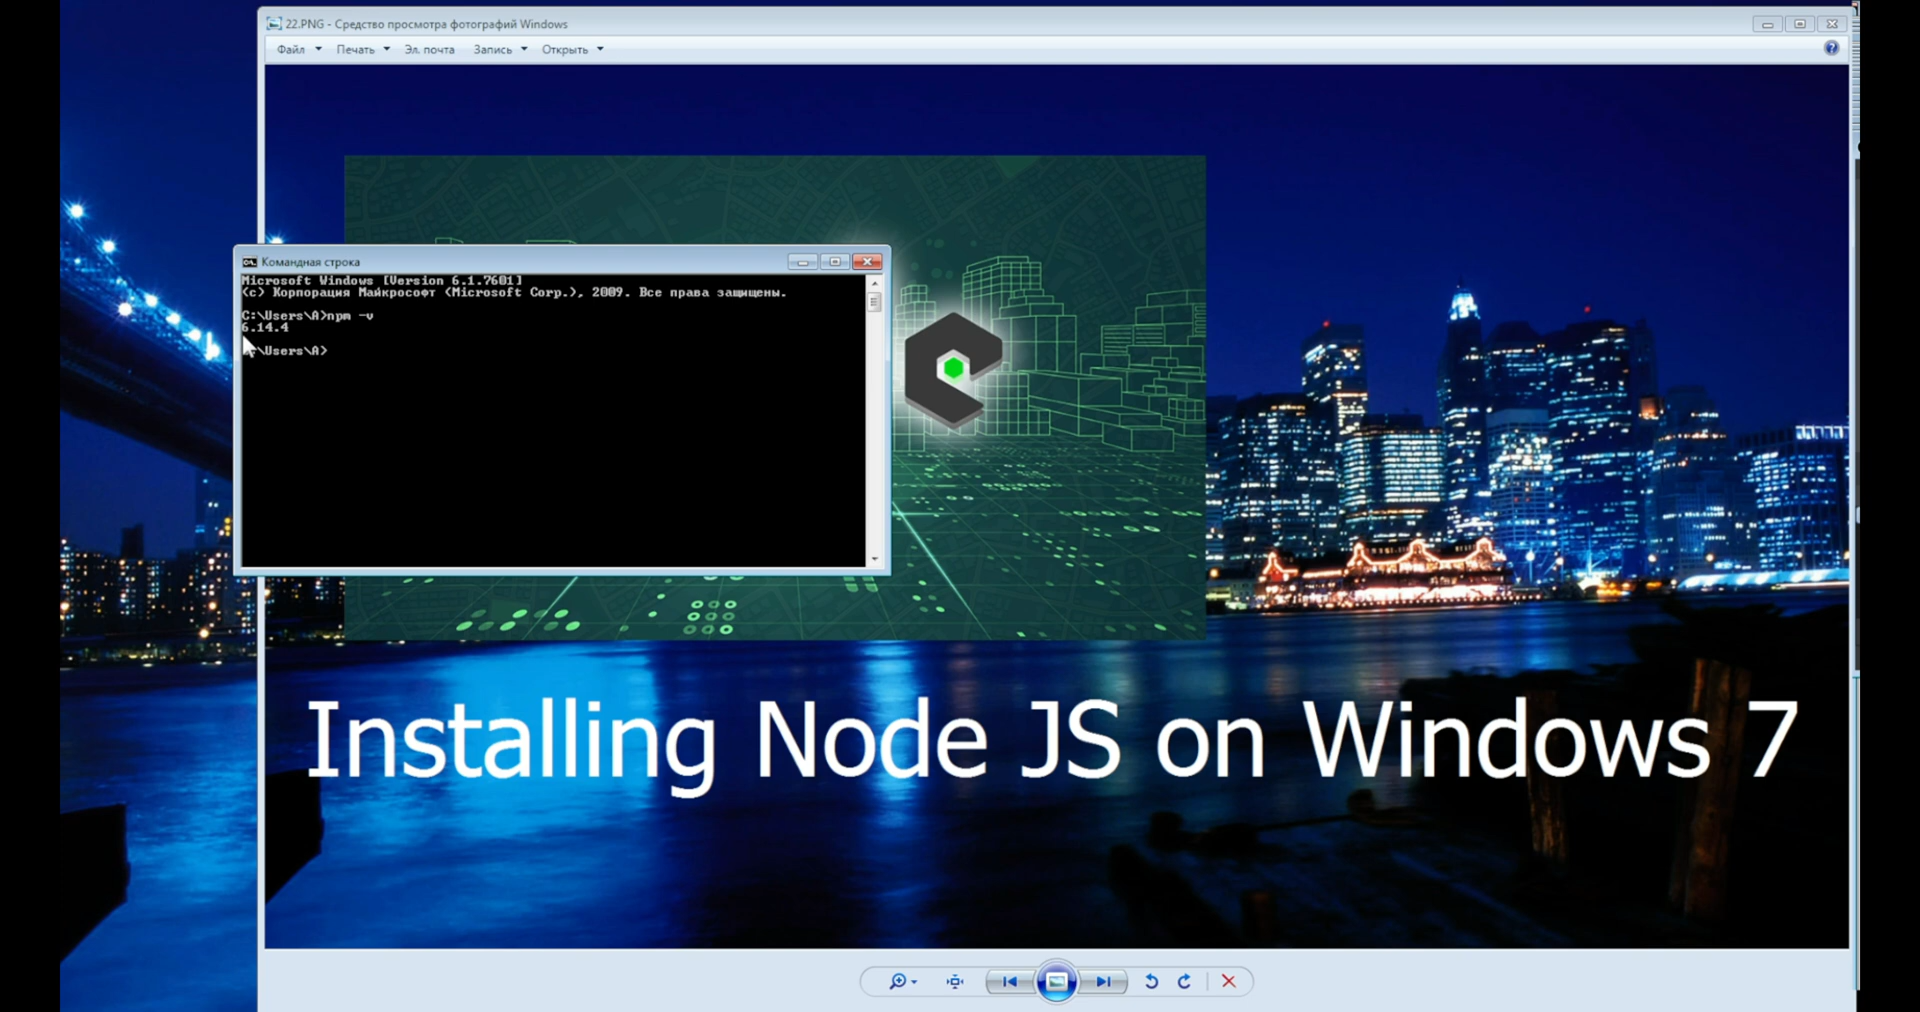 22.PNG - Средство просмотра фотографий Windows
Файл Печать Эл. почта Запись Открыть
Командная строка
Microsoft Windows [Version 6.1.7601]
(c) Корпорация Майкрософт (Microsoft Corp.), 2009. Все права защищены.
C:\Users\A>npm -v
6.14.4
\Users\A>
Installing Node JS on Windows 7